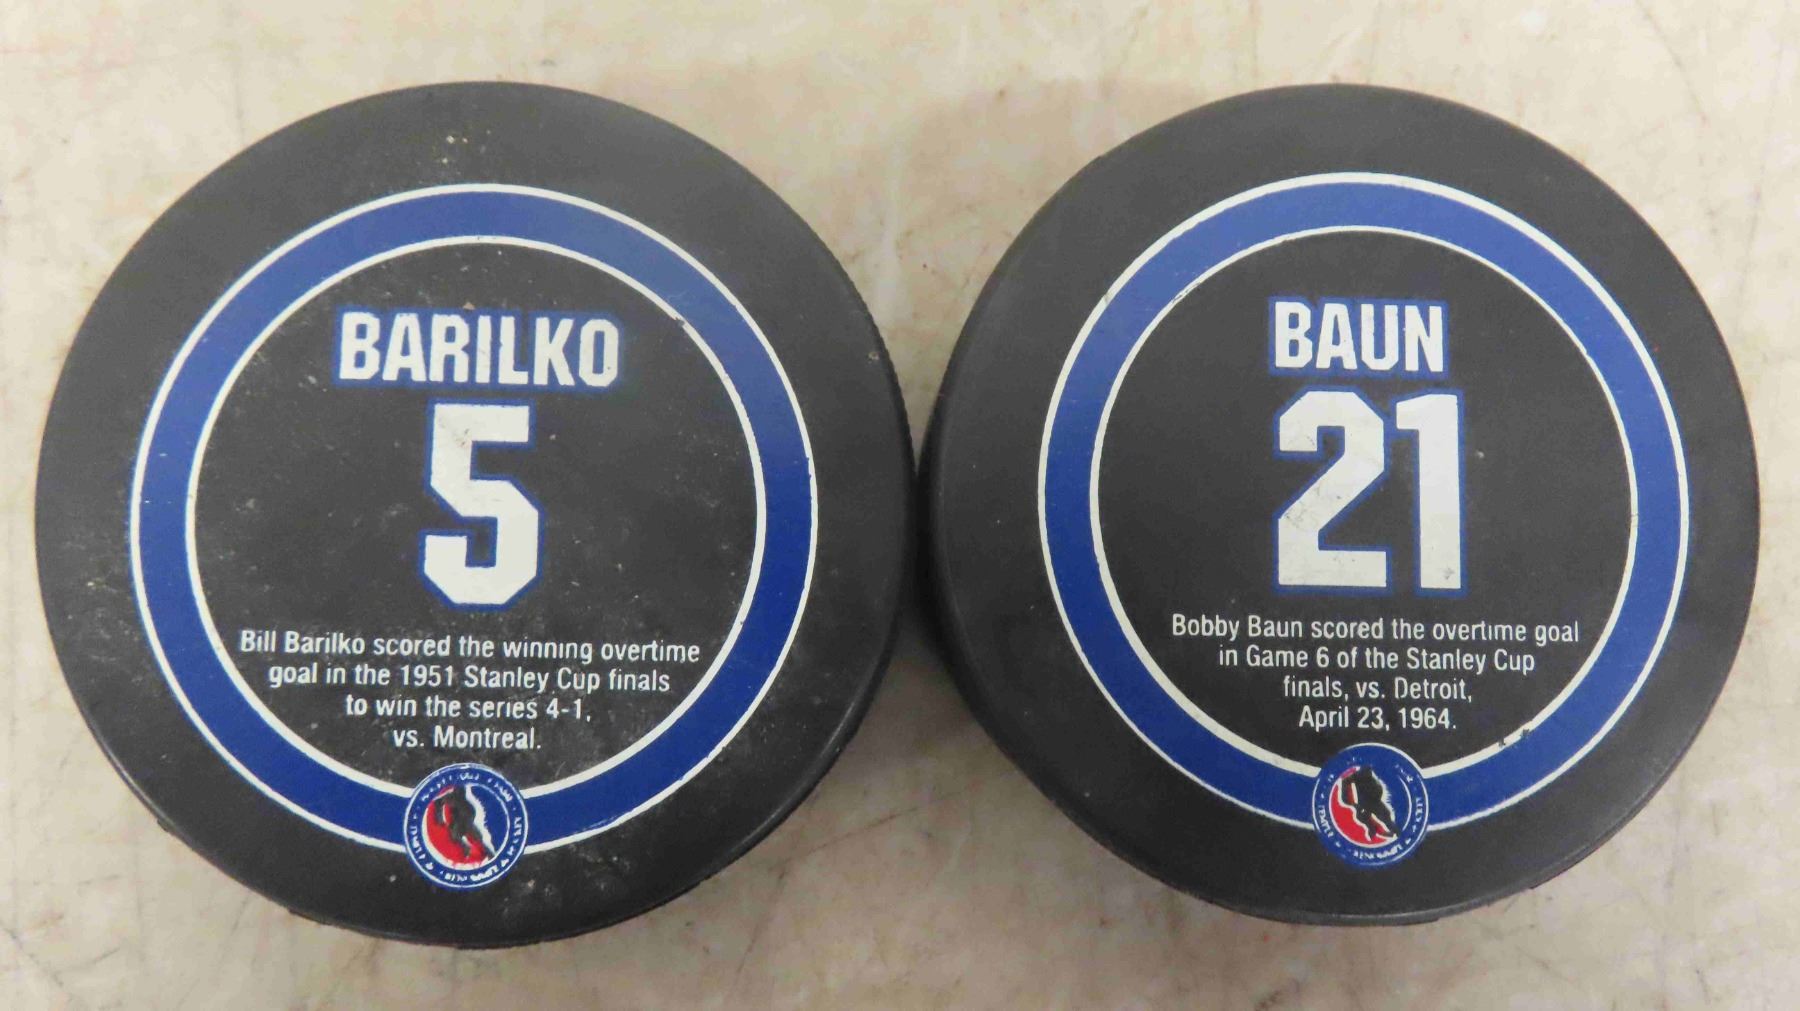 BARILKO
5
Bill Barilko scored the winning overtime
goal in the 1951 Stanley Cup finals
to win the series 4-1,
vs. Montreal.
BAUN
21
Bobby Baun scored the overtime goal
in Game 6 of the Stanley Cup
finals, vs. Detroit,
April 23, 1964.